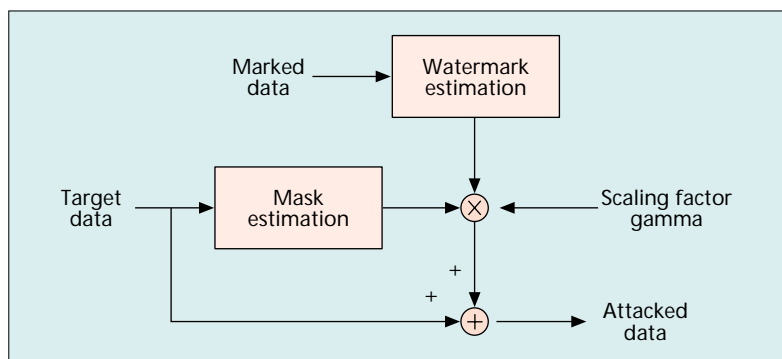 Marked
data
Watermark
estimation
Target
data
Mask
estimation
×
Scaling factor
gamma
+
+
+
Attacked
data